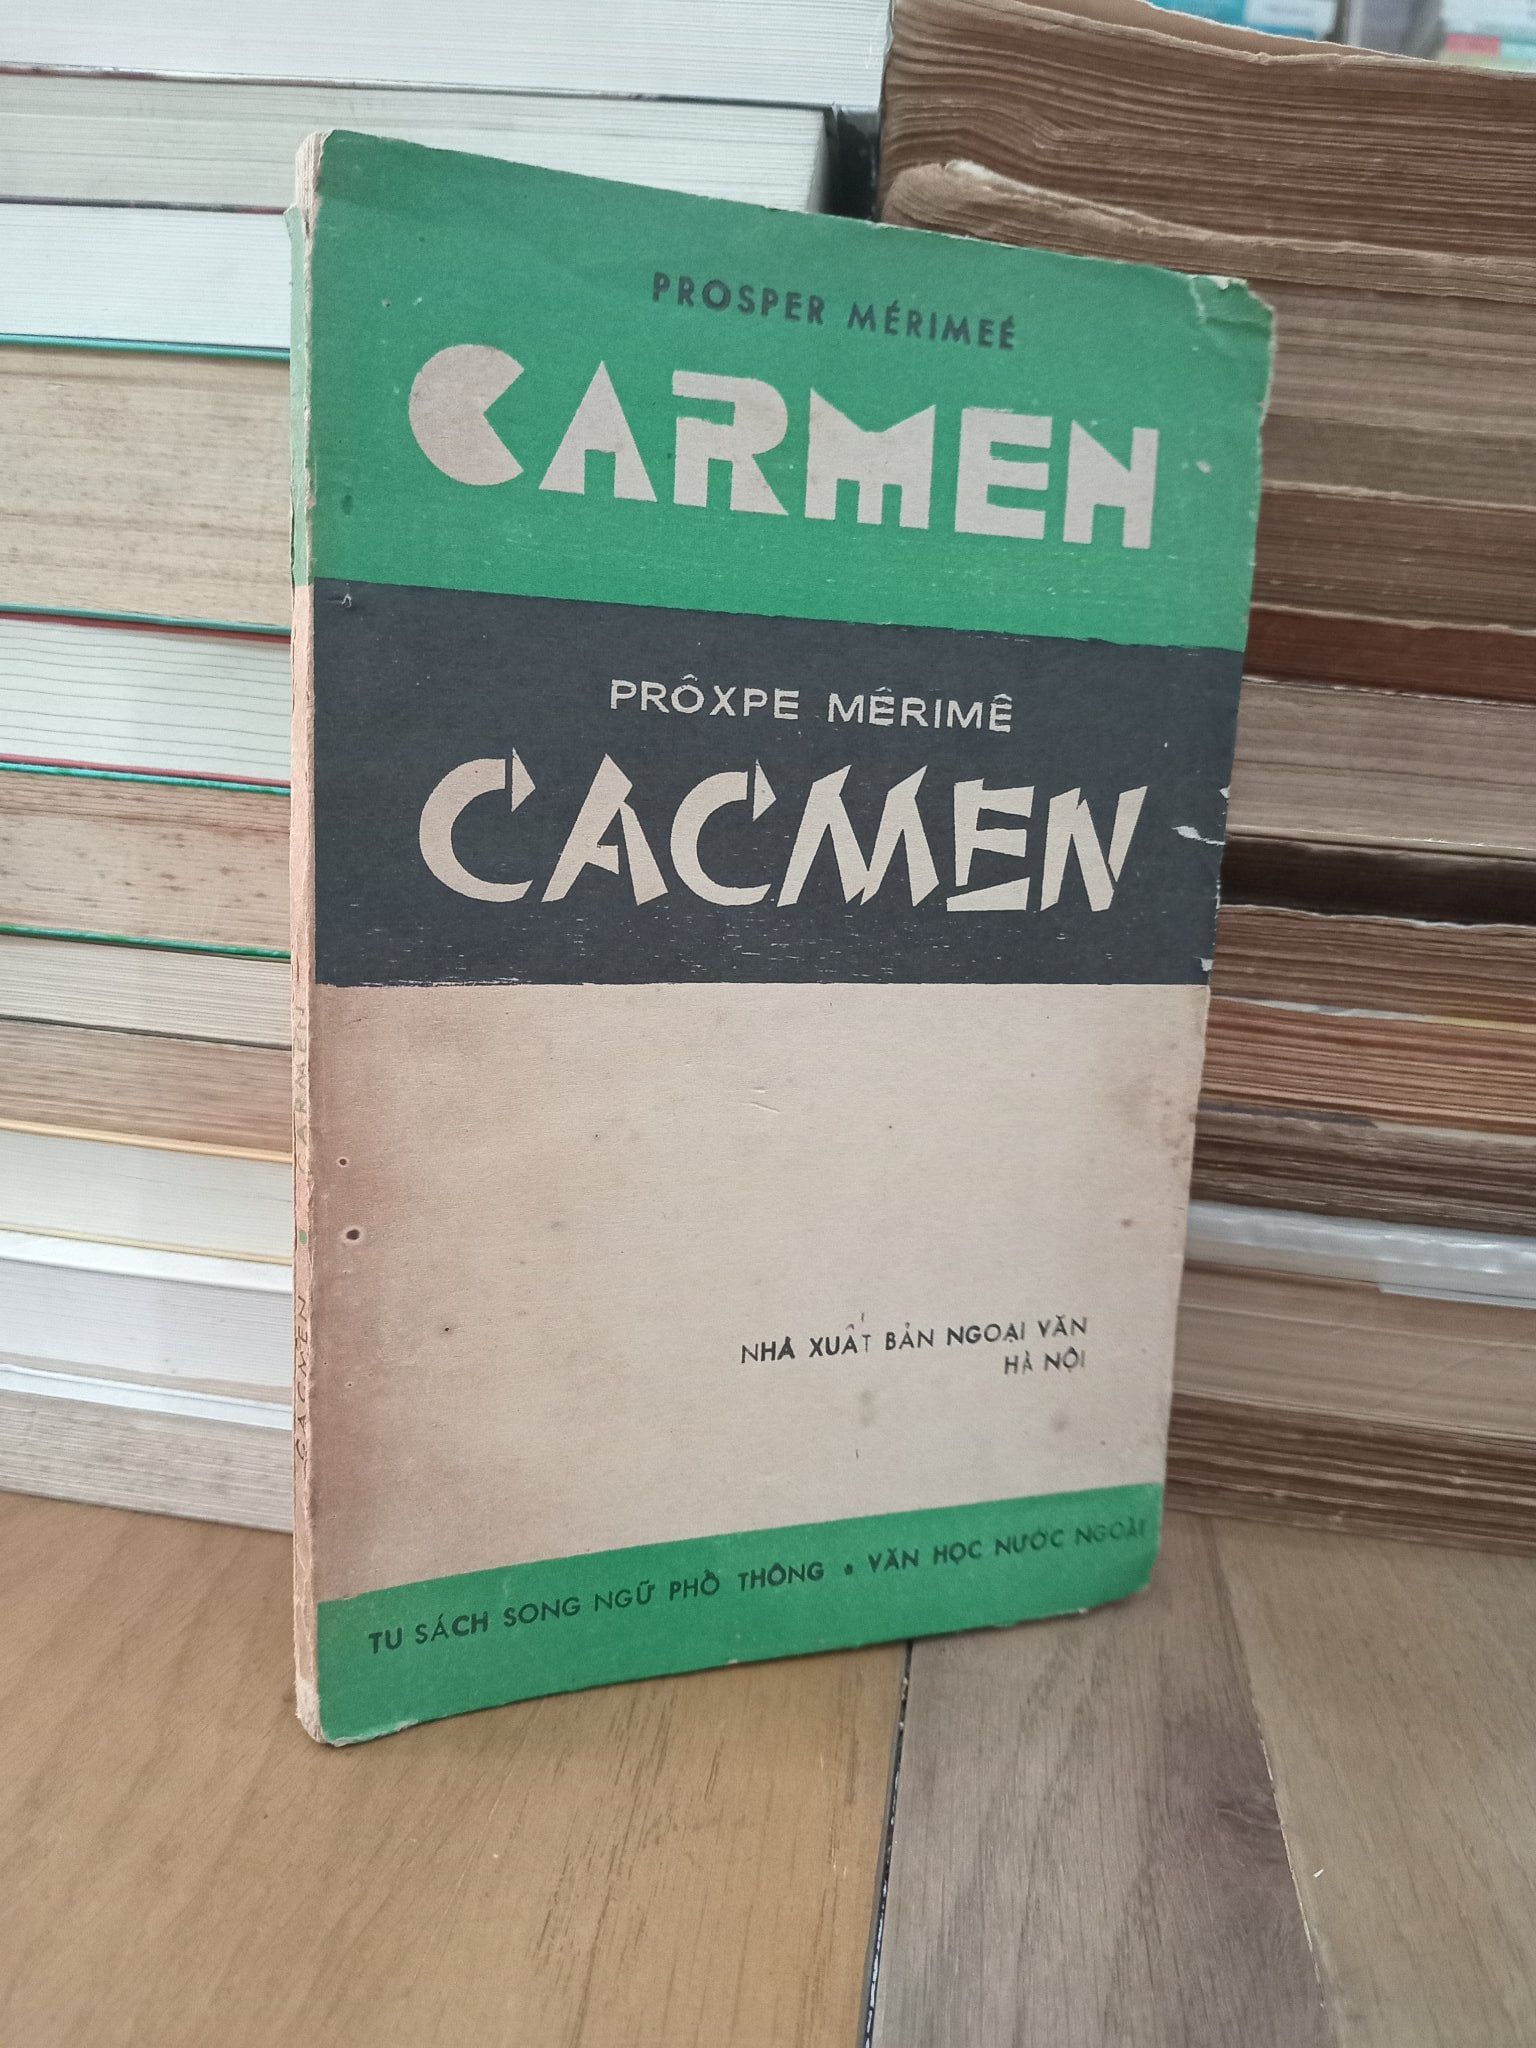 PROSPER MÉRIMEÉ
CARMEN
PRÔXPE MÊRIMÊ
CACMEN
NHÀ XUẤT BẢN NGOẠI VĂN
HÀ NỘI
TU SÁCH SONG NGỮ PHỔ THÔNG • VĂN HỌC NƯỚC NGOÀI
CACMEN • CARMEN